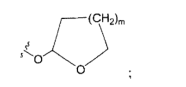 (CH₂)ₘ
O
O
;